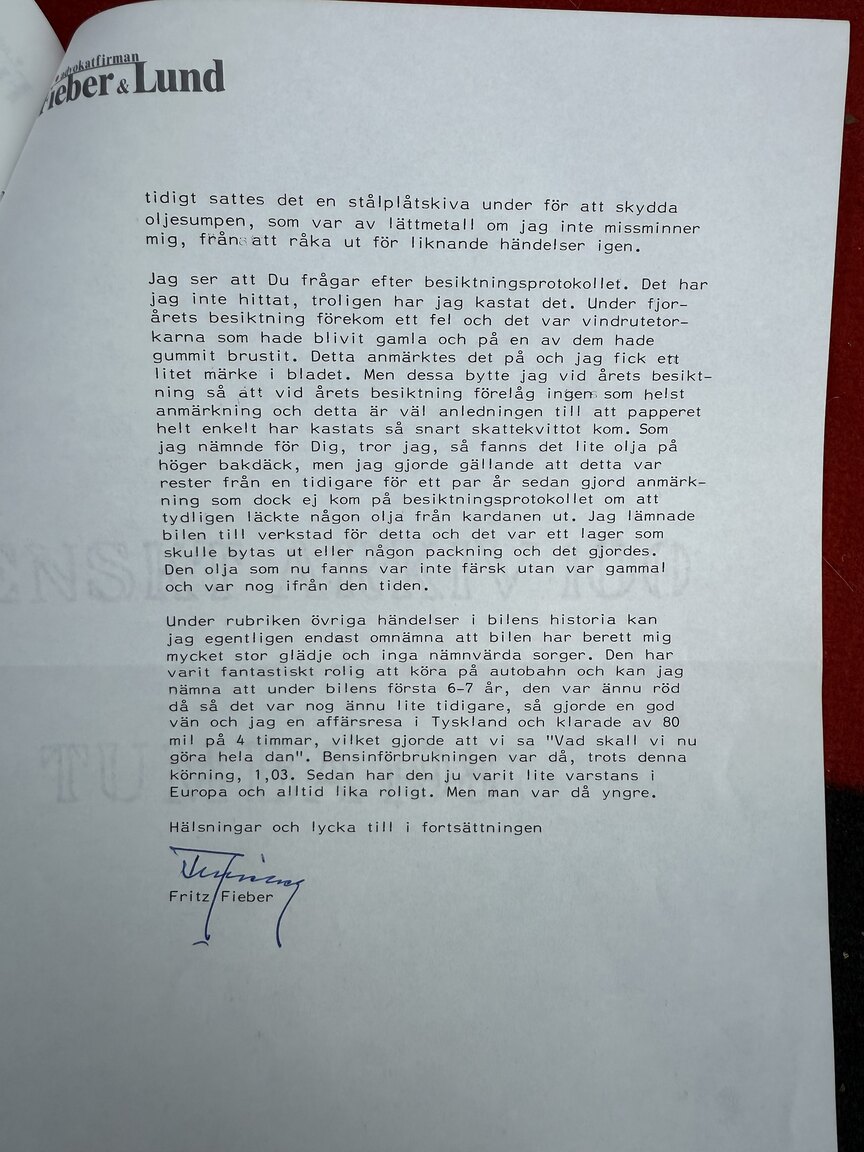 advokatfirman
Fieber & Lund
tidigt sattes det en stålplåtskiva under för att skydda
oljesumpen, som var av lättmetall om jag inte missminner
mig, från att råka ut för liknande händelser igen.
Jag ser att Du frågar efter besiktningsprotokollet. Det har
jag inte hittat, troligen har jag kastat det. Under fjor-
årets besiktning förekom ett fel och det var vindrutetor-
karna som hade blivit gamla och på en av dem hade
gummit brustit. Detta anmärktes det på och jag fick ett
litet märke i bladet. Men dessa bytte jag vid årets besikt-
ning så att vid årets besiktning förelåg ingen som helst
anmärkning och detta är väl anledningen till att papperet
helt enkelt har kastats så snart skattekvittot kom. Som
jag nämnde för Dig, tror jag, så fanns det lite olja på
höger bakdäck, men jag gjorde gällande att detta var
rester från en tidigare för ett par år sedan gjord anmärk-
ning som dock ej kom på besiktningsprotokollet om att
tydligen läckte någon olja från kardanen ut. Jag lämnade
bilen till verkstad för detta och det var ett lager som
skulle bytas ut eller någon packning och det gjordes.
Den olja som nu fanns var inte färsk utan var gammal
och var nog ifrån den tiden.
Under rubriken övriga händelser i bilens historia kan
jag egentligen endast omnämna att bilen har berett mig
mycket stor glädje och inga nämnvärda sorger. Den har
varit fantastiskt rolig att köra på autobahn och kan jag
nämna att under bilens första 6-7 år, den var ännu röd
då så det var nog ännu lite tidigare, så gjorde en god
vän och jag en affärsresa i Tyskland och klarade av 80
mil på 4 timmar, vilket gjorde att vi sa "Vad skall vi nu
göra hela dan". Bensinförbrukningen var då, trots denna
körning, 1,03. Sedan har den ju varit lite varstans i
Europa och alltid lika roligt. Men man var då yngre.
Hälsningar och lycka till i fortsättningen
Fritz Fieber